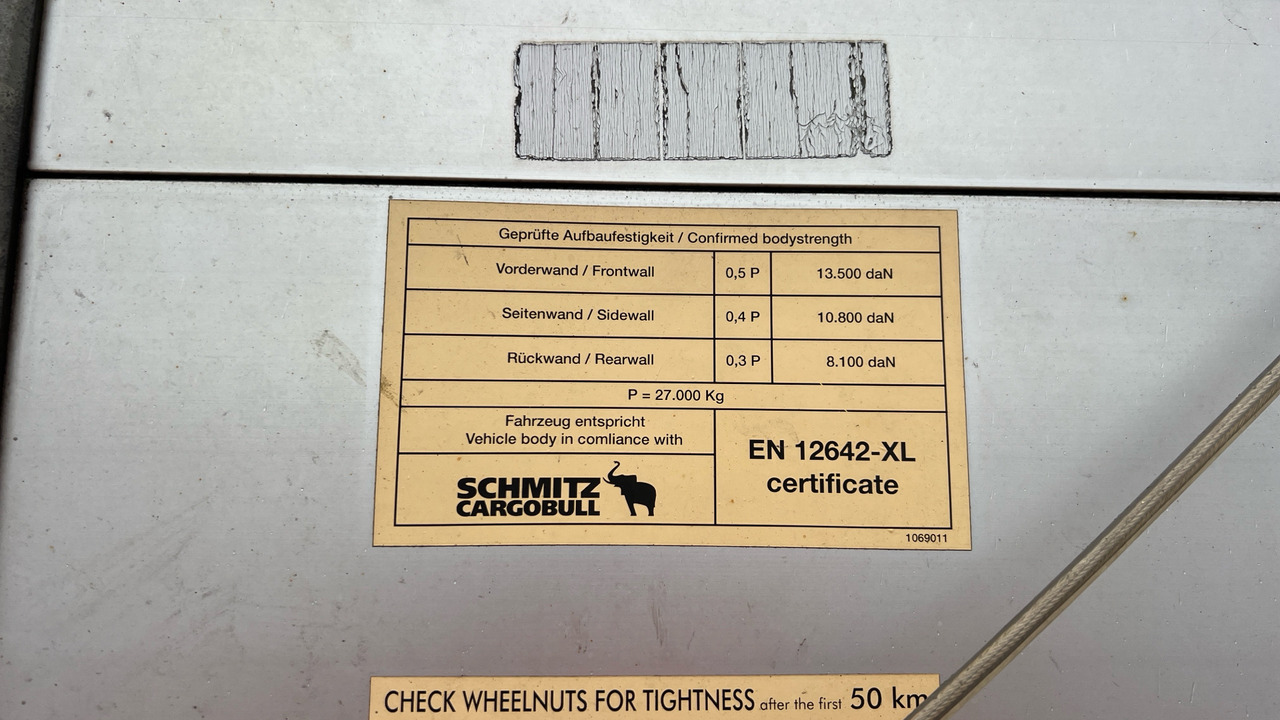 Geprüfte Aufbaufestigkeit / Confirmed bodystrength
Vorderwand / Frontwall 0,5 P 13.500 daN
Seitenwand / Sidewall 0,4 P 10.800 daN
Rückwand / Rearwall 0,3 P 8.100 daN
P = 27.000 Kg
Fahrzeug entspricht
Vehicle body in comliance with
SCHMITZ
CARGOBULL
EN 12642-XL
certificate
1069011
CHECK WHEELNUTS FOR TIGHTNESS after the first 50 km